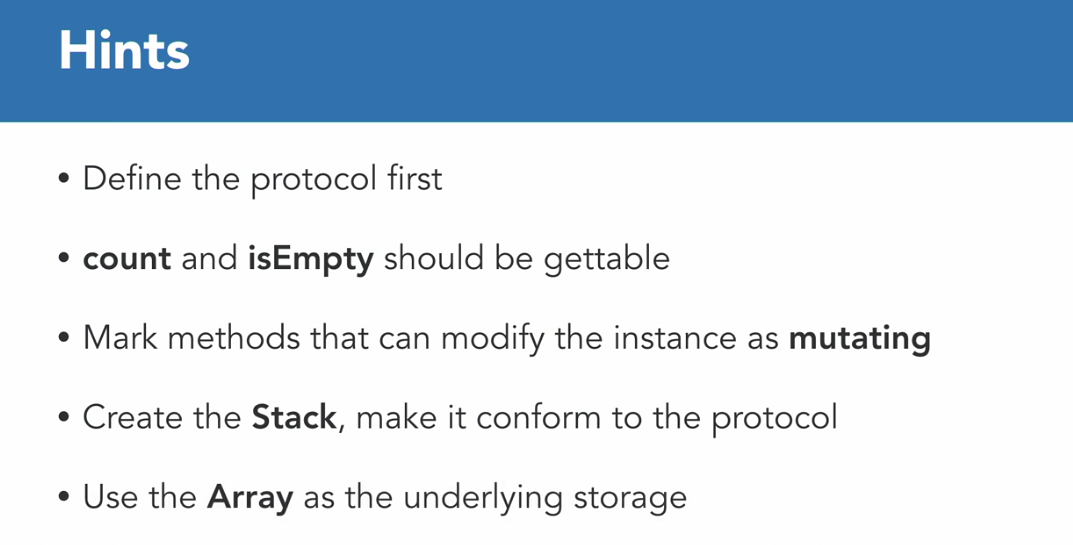 Hints
• Define the protocol first
• count and isEmpty should be gettable
• Mark methods that can modify the instance as mutating
• Create the Stack, make it conform to the protocol
• Use the Array as the underlying storage